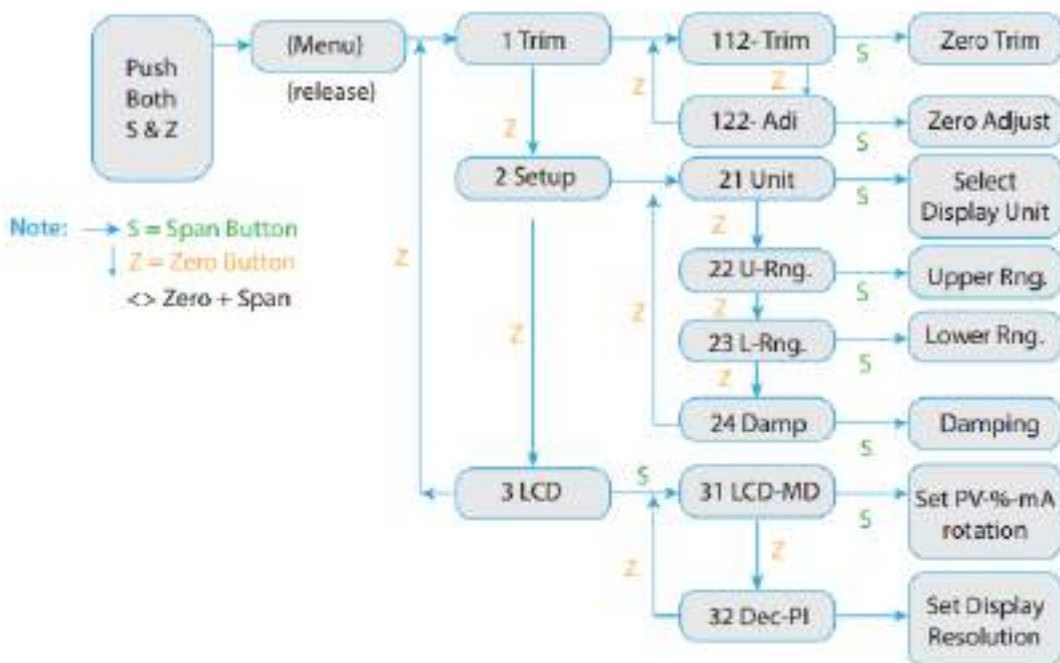 Push
Both
S & Z
(Menu)
(release)
1 Trim
112- Trim
S
Zero Trim
Z
Z
Z
122- Adi
S
Zero Adjust
2 Setup
21 Unit
S
Select
Display Unit
Note:
S = Span Button
Z = Zero Button
<> Zero + Span
Z
Z
22 U-Rng.
S
Upper Rng.
Z
Z
Z
23 L-Rng.
S
Lower Rng.
Z
24 Damp
S
Damping
3 LCD
S
31 LCD-MD
S
Set PV-%-mA
rotation
Z
Z
32 Dec-PI
Set Display
Resolution